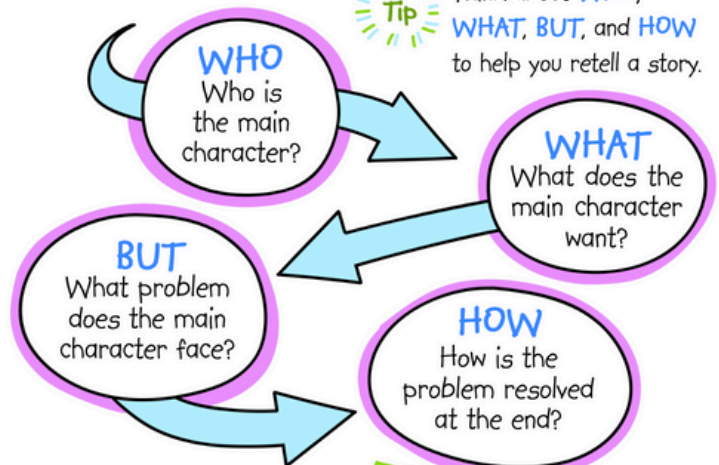 Tip
WHAT, BUT, and HOW
to help you retell a story.
WHO
Who is
the main
character?
WHAT
What does the
main character
want?
BUT
What problem
does the main
character face?
HOW
How is the
problem resolved
at the end?